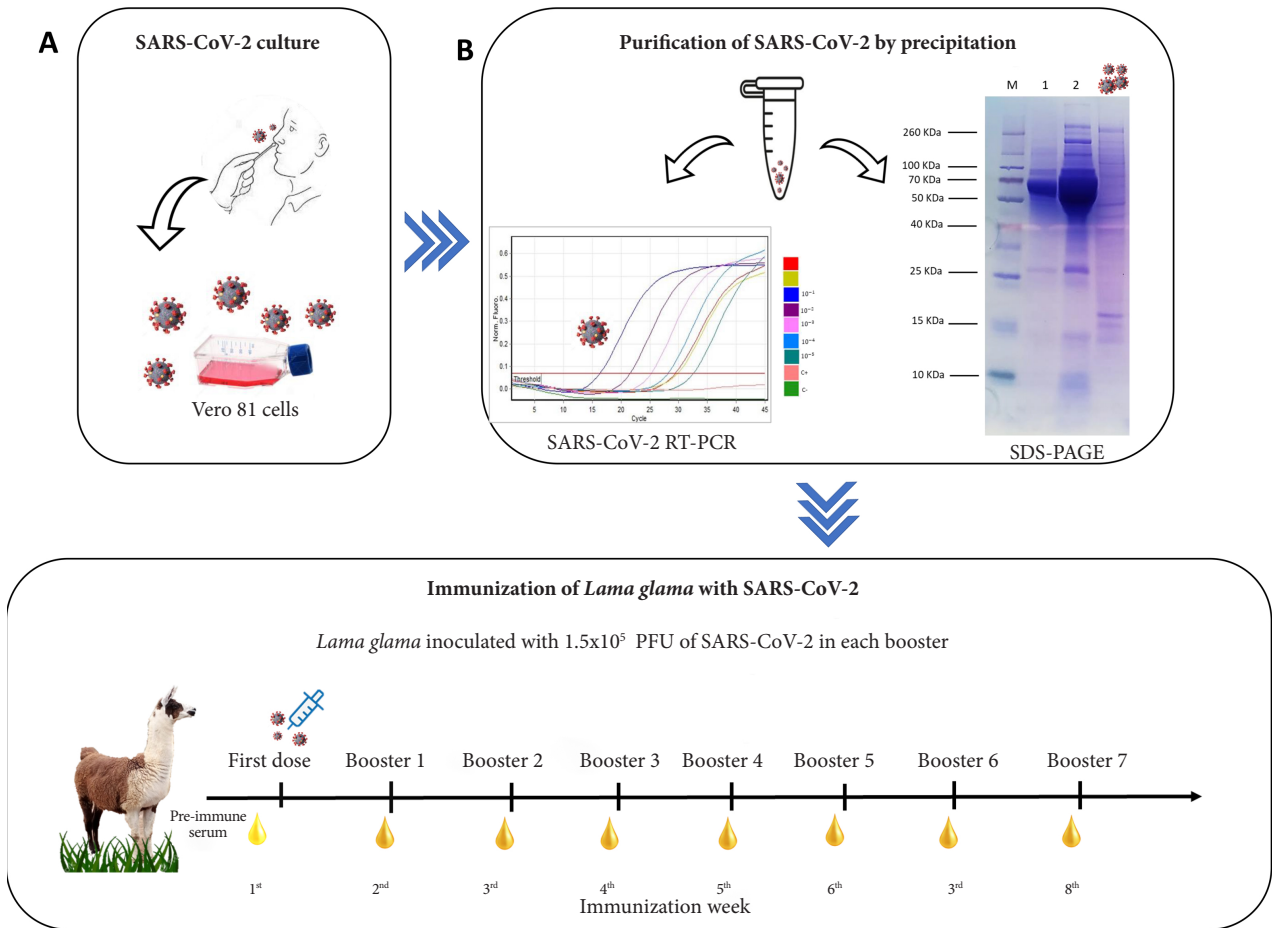 A
SARS-CoV-2 culture
Vero 81 cells
B
Purification of SARS-CoV-2 by precipitation
M 1 2
260 KDa
100 KDa
70 KDa
50 KDa
40 KDa
25 KDa
15 KDa
10 KDa
SDS-PAGE
Norm. Fluoro.
0.6
0.5
0.4
0.3
0.2
0.1
0.0
Threshold
5 10 15 20 25 30 35 40 45
Cycle
10⁻¹
10⁻²
10⁻³
10⁻⁴
10⁻⁵
C+
C-
SARS-CoV-2 RT-PCR
Immunization of Lama glama with SARS-CoV-2
Lama glama inoculated with 1.5x10⁵ PFU of SARS-CoV-2 in each booster
First dose Booster 1 Booster 2 Booster 3 Booster 4 Booster 5 Booster 6 Booster 7
Pre-immune
serum
1st 2nd 3rd 4th 5th 6th 3rd 8th
Immunization week